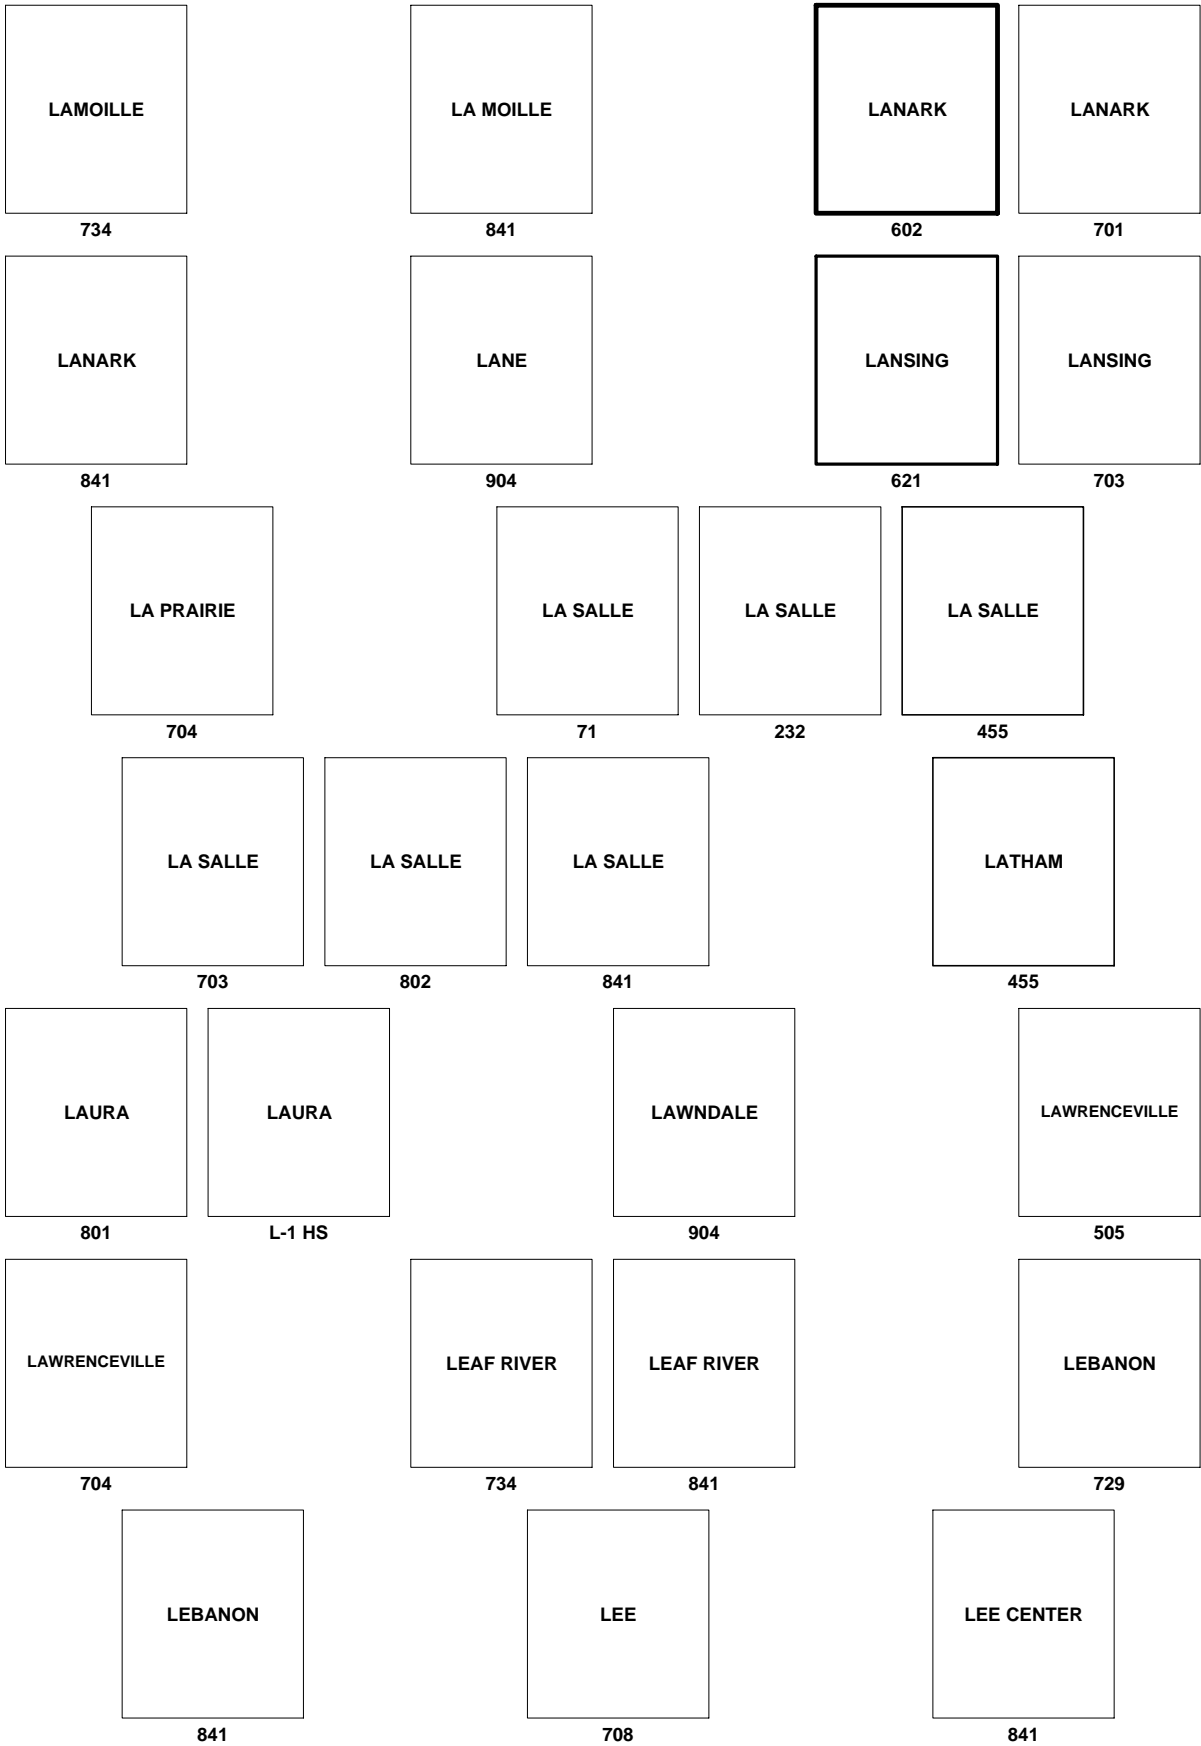 LAMOILLE
734
LA MOILLE
841
LANARK
602
LANARK
701
LANARK
841
LANE
904
LANSING
621
LANSING
703
LA PRAIRIE
704
LA SALLE
71
LA SALLE
232
LA SALLE
455
LA SALLE
703
LA SALLE
802
LA SALLE
841
LATHAM
455
LAURA
801
LAURA
L-1 HS
LAWNDALE
904
LAWRENCEVILLE
505
LAWRENCEVILLE
704
LEAF RIVER
734
LEAF RIVER
841
LEBANON
729
LEBANON
841
LEE
708
LEE CENTER
841